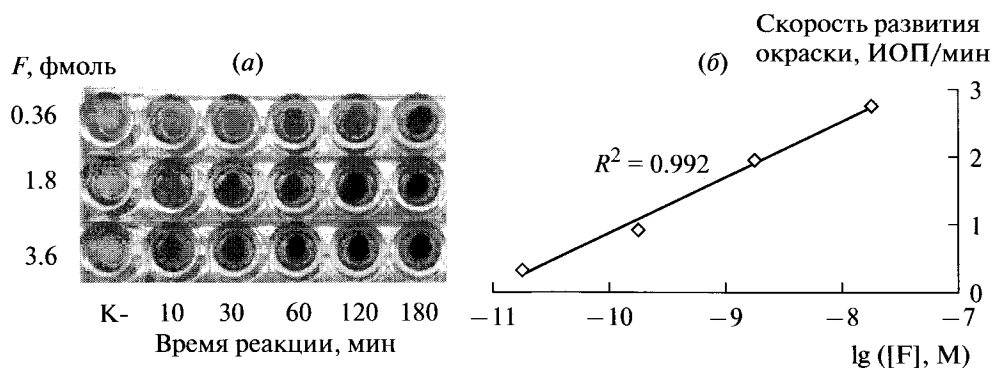 F, фмоль
(а)
0.36
1.8
3.6
К- 10 30 60 120 180
Время реакции, мин
Скорость развития
окраски, ИОП/мин
(б)
3
2
1
0
R² = 0.992
−11 −10 −9 −8 −7
lg ([F], M)